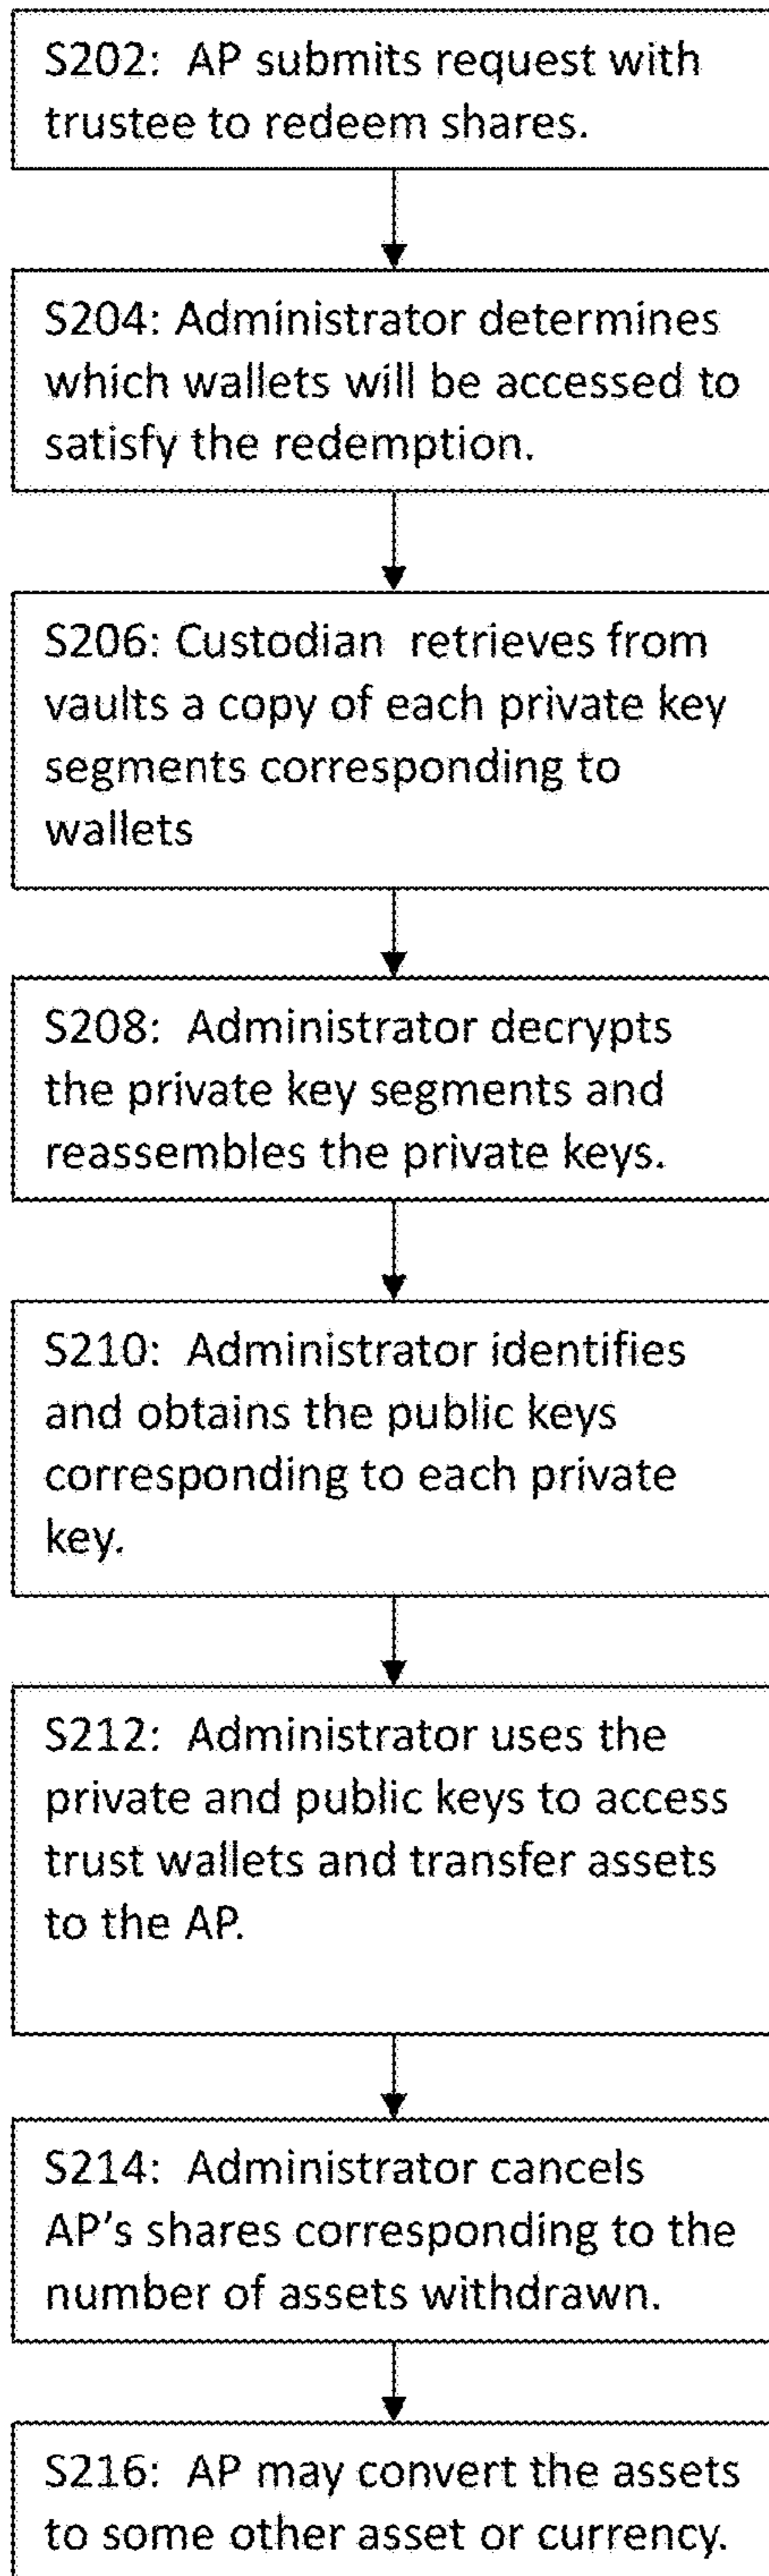 S202: AP submits request with
trustee to redeem shares.
S204: Administrator determines
which wallets will be accessed to
satisfy the redemption.
S206: Custodian retrieves from
vaults a copy of each private key
segments corresponding to
wallets
S208: Administrator decrypts
the private key segments and
reassembles the private keys.
S210: Administrator identifies
and obtains the public keys
corresponding to each private
key.
S212: Administrator uses the
private and public keys to access
trust wallets and transfer assets
to the AP.
S214: Administrator cancels
AP's shares corresponding to the
number of assets withdrawn.
S216: AP may convert the assets
to some other asset or currency.